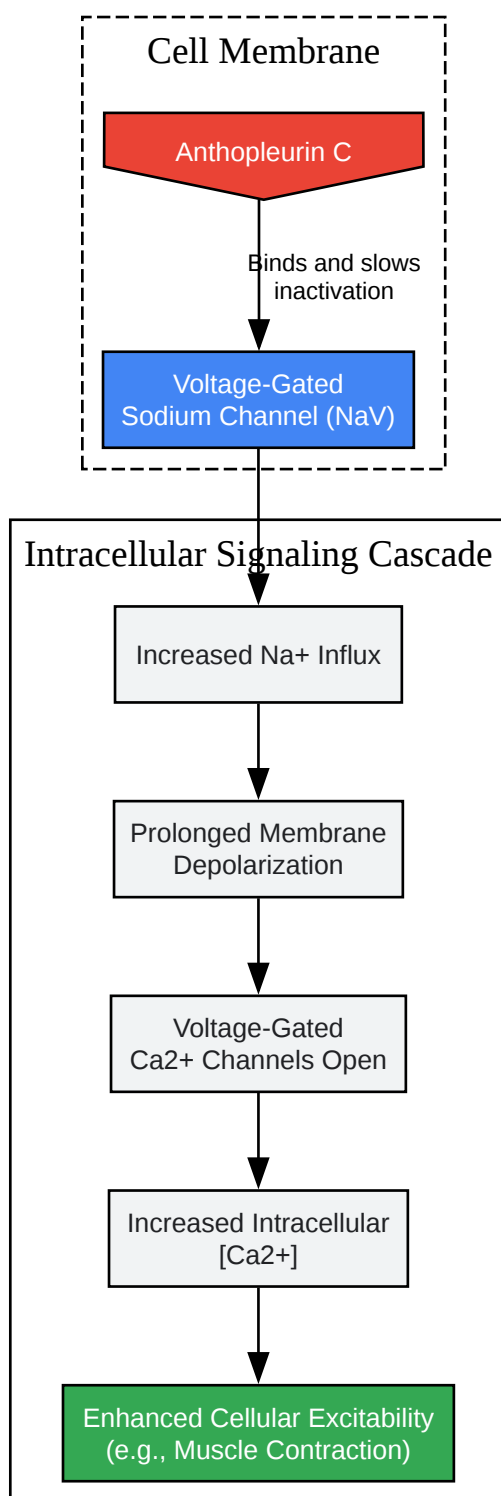 Cell Membrane
Anthopleurin C
Binds and slows
inactivation
Voltage-Gated
Sodium Channel (NaV)
Intracellular Signaling Cascade
Increased Na+ Influx
Prolonged Membrane
Depolarization
Voltage-Gated
Ca2+ Channels Open
Increased Intracellular
[Ca2+]
Enhanced Cellular Excitability
(e.g., Muscle Contraction)